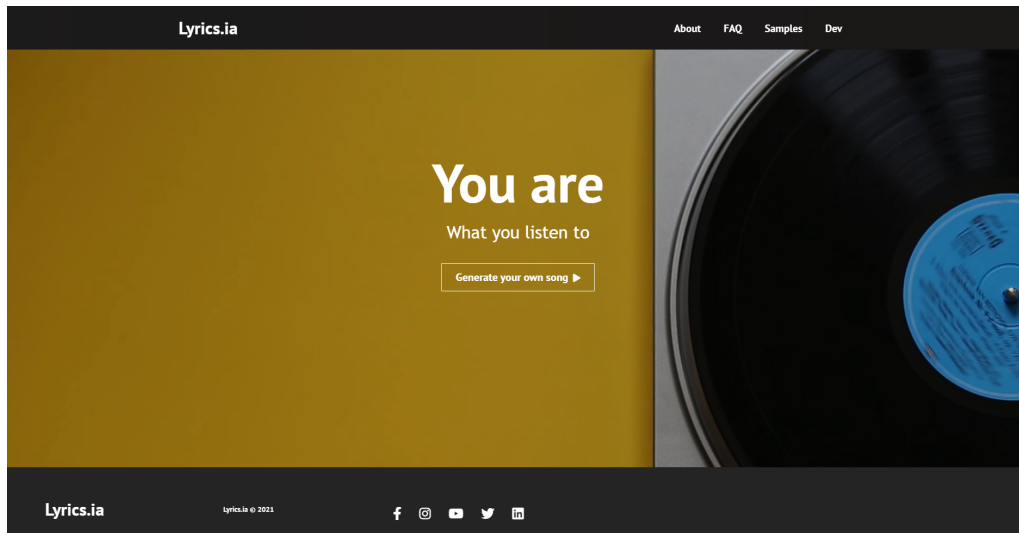 Lyrics.ia
About FAQ Samples Dev
You are
What you listen to
Generate your own song
Lyrics.ia
Lyrics.ia © 2021